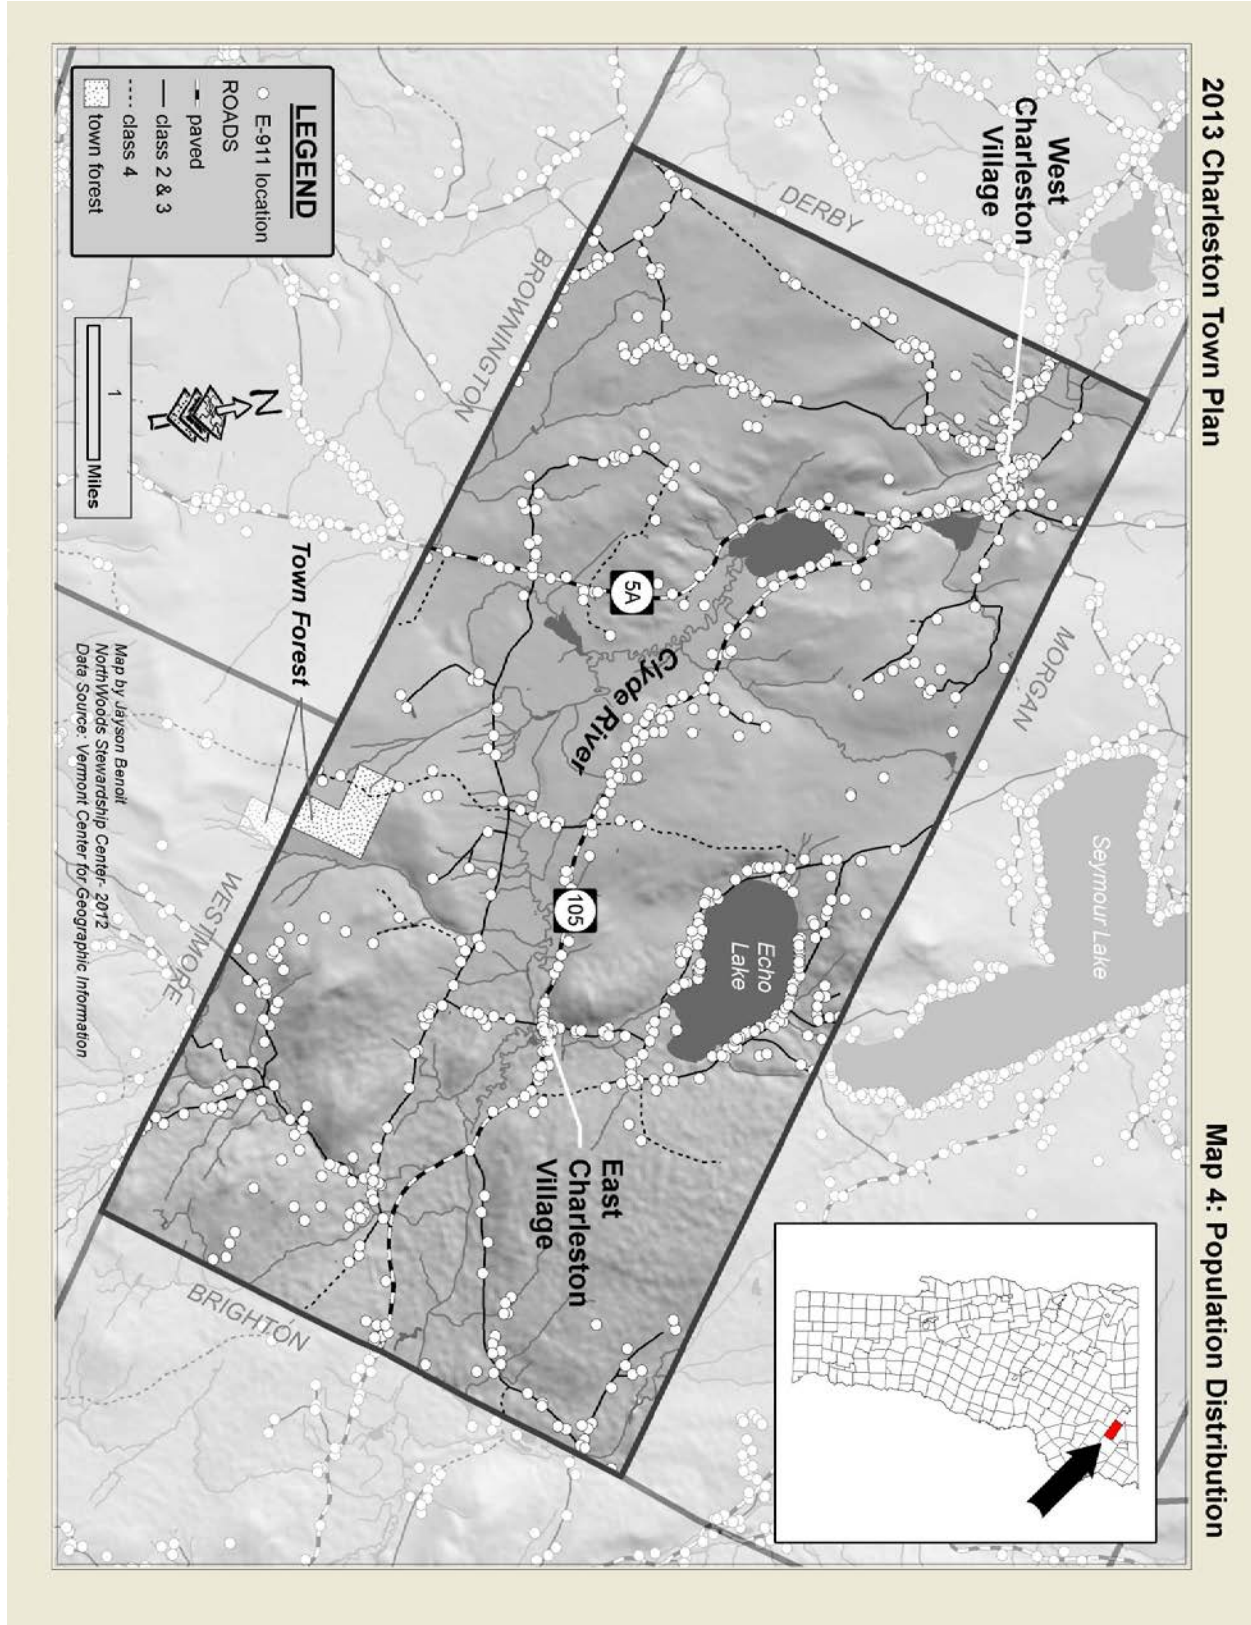 2013 Charleston Town Plan
Map 4: Population Distribution
West
Charleston
Village
DERBY
MORGAN
Seymour Lake
Echo
Lake
BROWNINGTON
5A
Clyde River
105
East
Charleston
Village
BRIGHTON
WESTMORE
Town Forest
LEGEND
E-911 location
ROADS
paved
class 2 & 3
class 4
town forest
N
1
Miles
Map by Jayson Benoit
NorthWoods Stewardship Center- 2012
Data Source: Vermont Center for Geographic Information